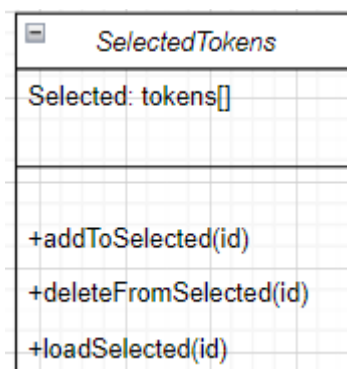 SelectedTokens
Selected: tokens[]
+addToSelected(id)
+deleteFromSelected(id)
+loadSelected(id)